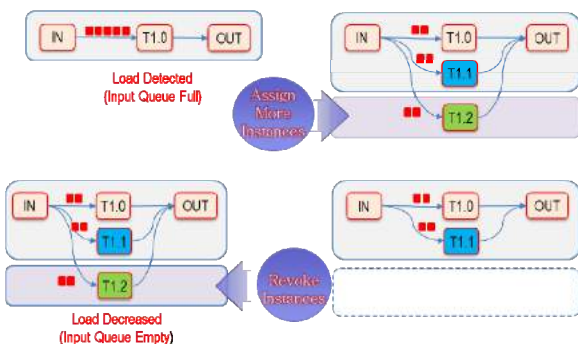 IN T1.0 OUT
Load Detected
(Input Queue Full)
Assign
More
Instances
IN T1.0 OUT
T1.1
T1.2
IN T1.0 OUT
T1.1
T1.2
Load Decreased
(Input Queue Empty)
Revoke
Instances
IN T1.0 OUT
T1.1